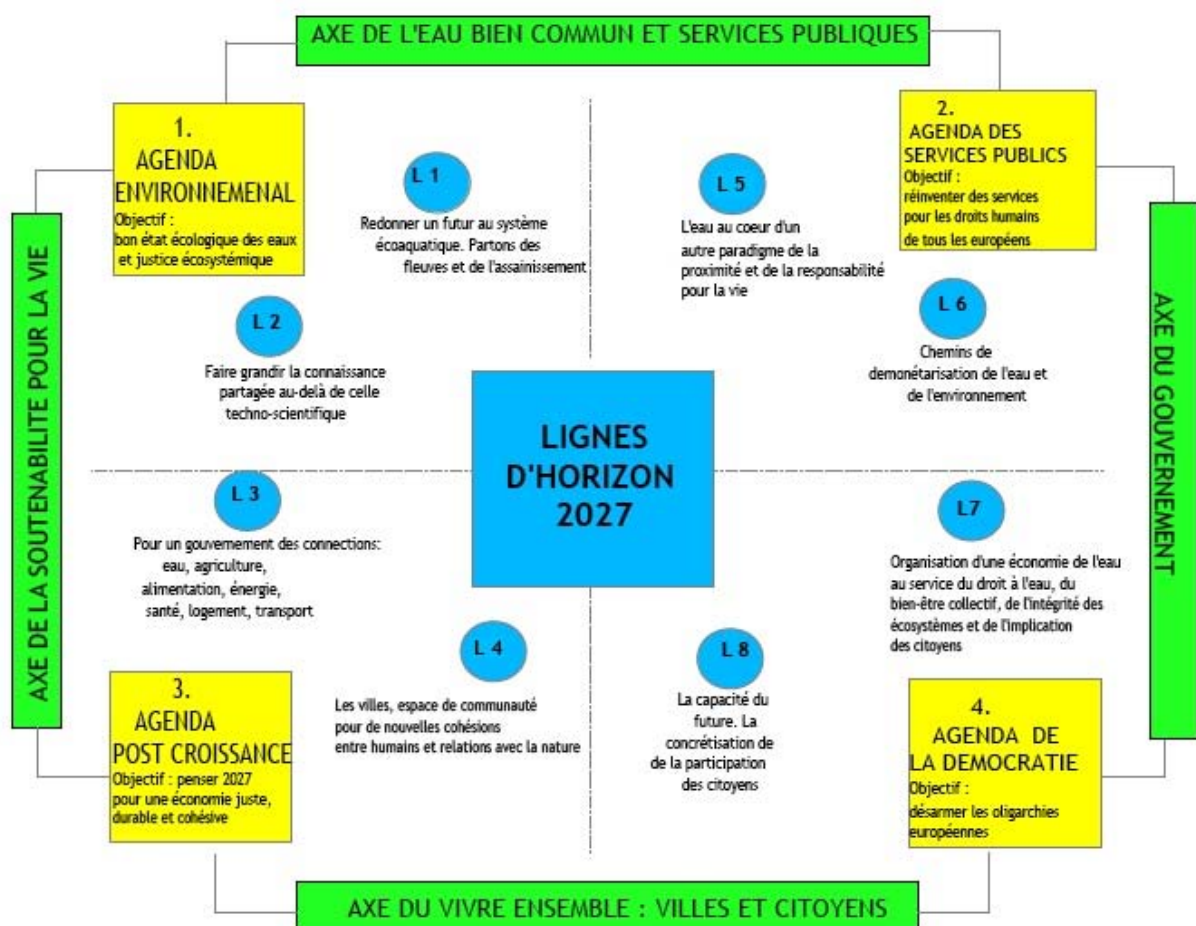 AXE DE L'EAU BIEN COMMUN ET SERVICES PUBLIQUES
1.
AGENDA
ENVIRONNEMENAL
Objectif :
bon état écologique des eaux
et justice écosystémique
2.
AGENDA DES
SERVICES PUBLICS
Objectif :
réinventer des services
pour les droits humains
de tous les européens
AXE DE LA SOUTENABILITE POUR LA VIE
AXE DU GOUVERNEMENT
L 1
Redonner un futur au système
écoaquatique. Partons des
fleuves et de l'assainissement
L 5
L'eau au coeur d'un
autre paradigme de la
proximité et de la responsabilité
pour la vie
L 2
Faire grandir la connaissance
partagée au-delà de celle
techno-scientifique
L 6
Chemins de
demonétarisation de l'eau et
de l'environnement
LIGNES
D'HORIZON
2027
L 3
Pour un gouvernement des connections:
eau, agriculture,
alimentation, énergie,
santé, logement, transport
L7
Organisation d'une économie de l'eau
au service du droit à l'eau, du
bien-être collectif, de l'intégrité des
écosystèmes et de l'implication
des citoyens
L 4
Les villes, espace de communauté
pour de nouvelles cohésions
entre humains et relations avec la nature
L 8
La capacité du
future. La
concrétisation de
de la participation
des citoyens
3.
AGENDA
POST CROISSANCE
Objectif : penser 2027
pour une économie juste,
durable et cohésive
4.
AGENDA DE
LA DEMOCRATIE
Objectif :
désarmer les oligarchies
européennes
AXE DU VIVRE ENSEMBLE : VILLES ET CITOYENS